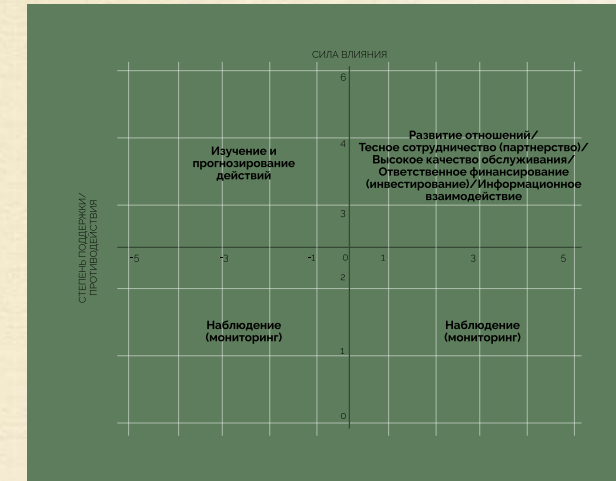 СИЛА ВЛИЯНИЯ
6
4
3
Изучение и
прогнозирование
действий
Развитие отношений/
Тесное сотрудничество (партнерство)/
Высокое качество обслуживания/
Ответственное финансирование
(инвестирование)/Информационное
взаимодействие
СТЕПЕНЬ ПОДДЕРЖКИ/
ПРОТИВОДЕЙСТВИЯ
-5 -3 -1 0 1 3 5
2
1
0
Наблюдение
(мониторинг)
Наблюдение
(мониторинг)